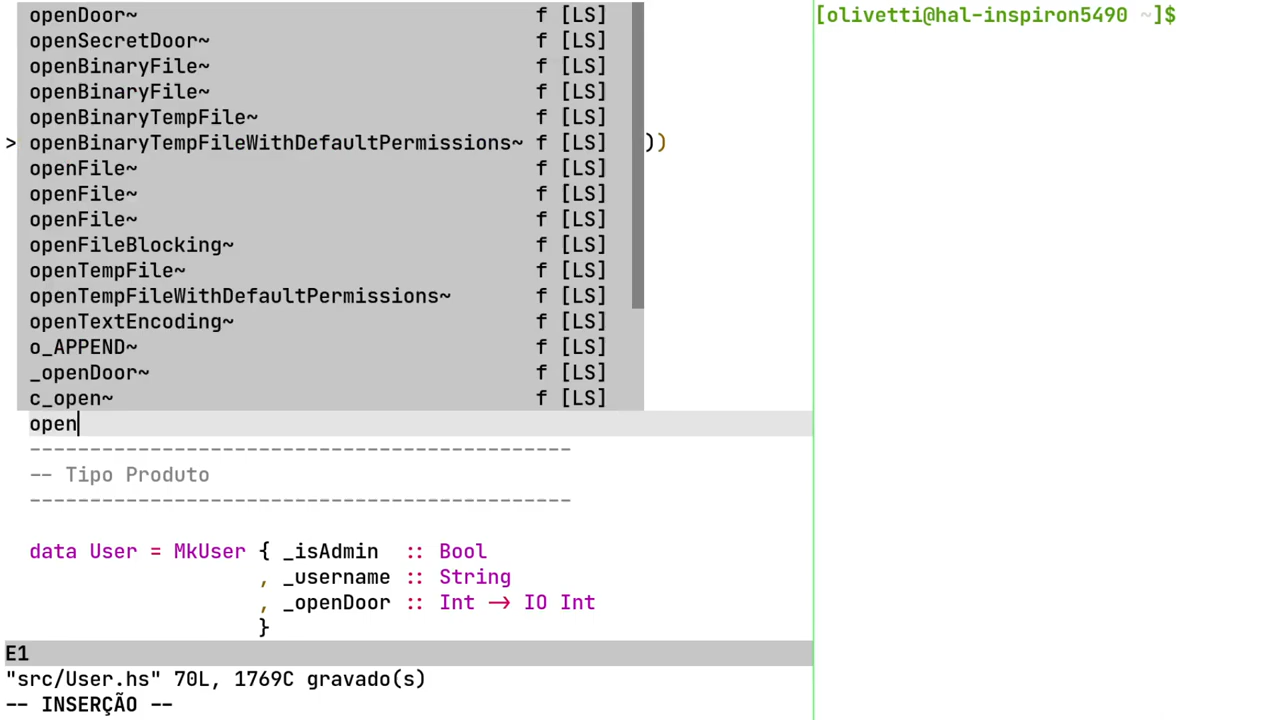 openDoor~ f [LS]
openSecretDoor~ f [LS]
openBinaryFile~ f [LS]
openBinaryFile~ f [LS]
openBinaryTempFile~ f [LS]
> openBinaryTempFileWithDefaultPermissions~ f [LS] ))
openFile~ f [LS]
openFile~ f [LS]
openFile~ f [LS]
openFileBlocking~ f [LS]
openTempFile~ f [LS]
openTempFileWithDefaultPermissions~ f [LS]
openTextEncoding~ f [LS]
o_APPEND~ f [LS]
_openDoor~ f [LS]
c_open~ f [LS]
open
---------------------------------------------
-- Tipo Produto
---------------------------------------------
data User = MkUser { _isAdmin :: Bool
, _username :: String
, _openDoor :: Int → IO Int
}
E1
"src/User.hs" 70L, 1769C gravado(s)
-- INSERÇÃO --
[olivetti@hal-inspiron5490 ~]$